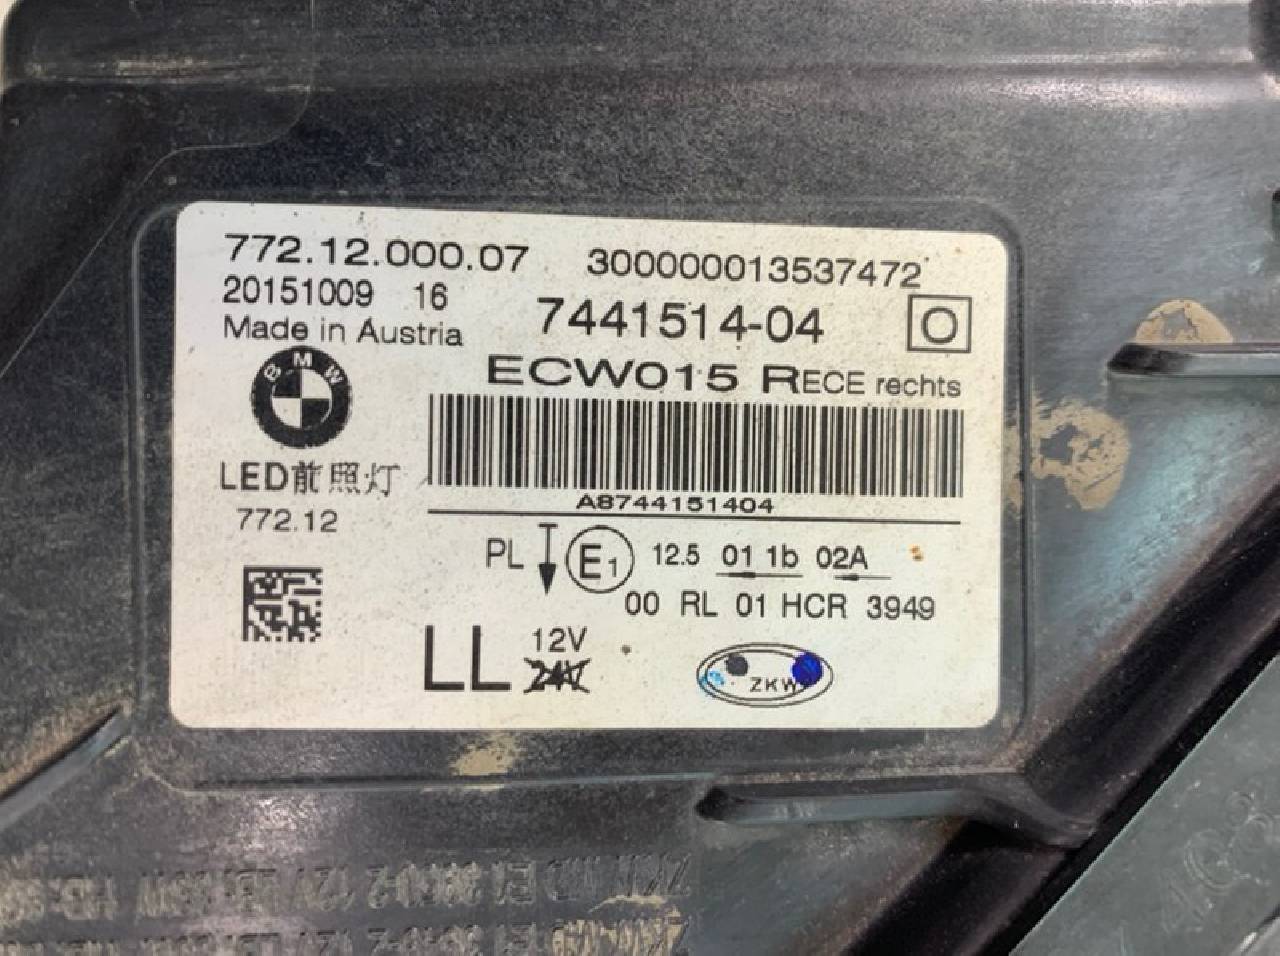 772.12.000.07 300000013537472
20151009 16 7441514-04 O
Made in Austria
ECW015 RECE rechts
BMW
LED前照灯
A8744151404
772.12
PL E1 12.5 01 1b 02A
00 RL 01 HCR 3949
LL 12V
24V
ZKW